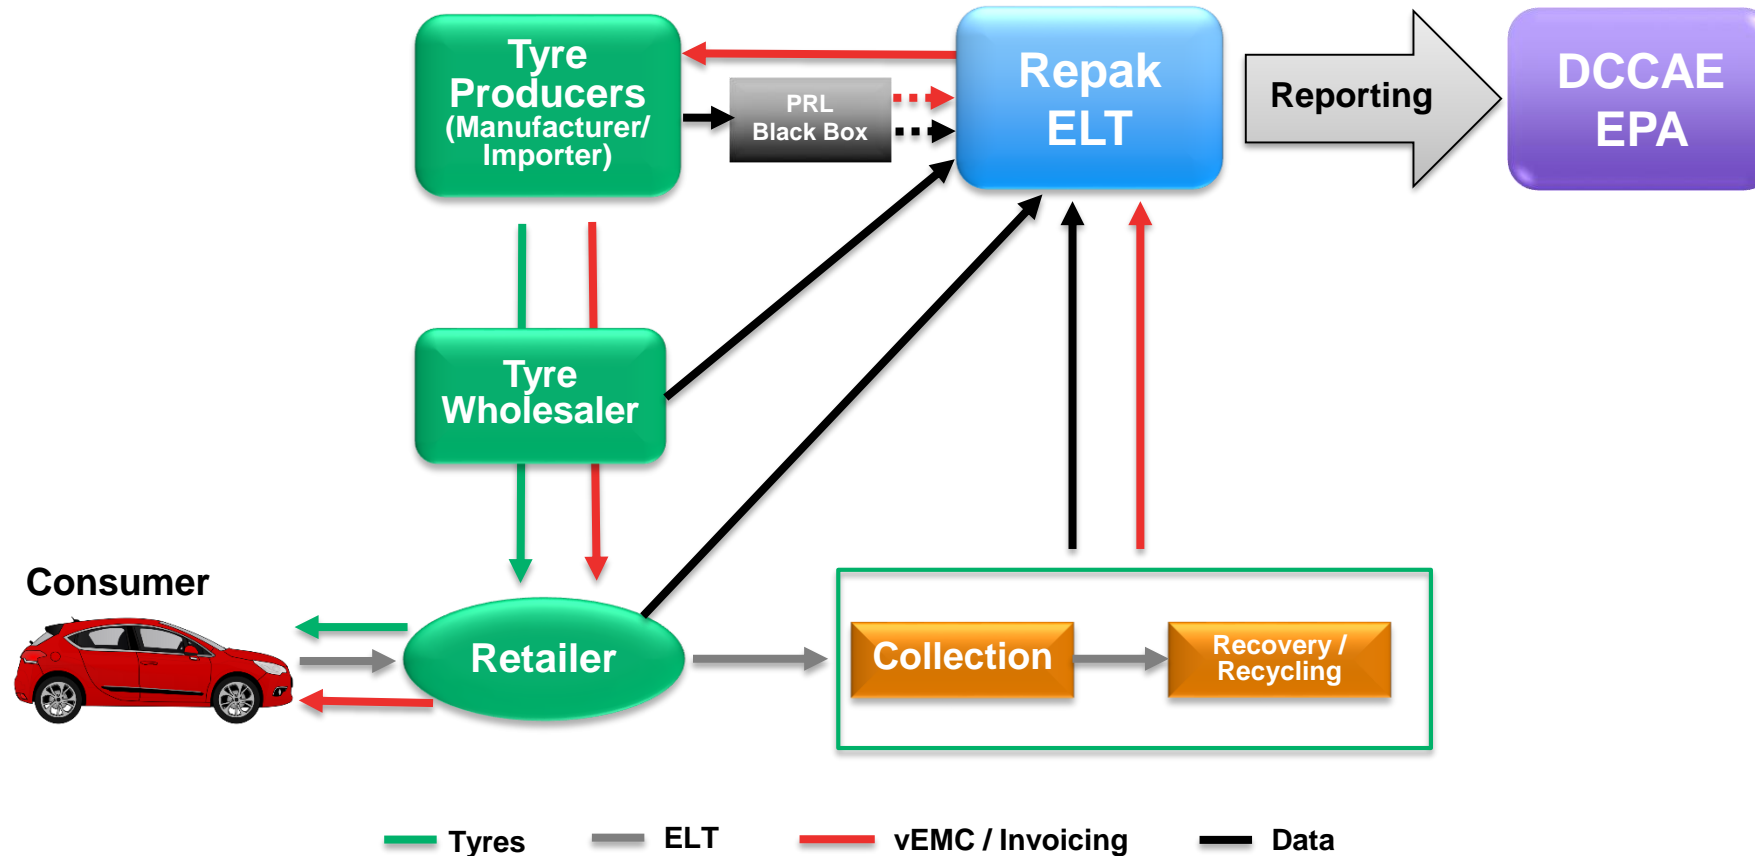 Tyre
Producers
(Manufacturer/
Importer)
PRL
Black Box
Repak
ELT
Reporting
DCCAE
EPA
Tyre
Wholesaler
Consumer
Retailer
Collection
Recovery /
Recycling
Tyres
ELT
vEMC / Invoicing
Data